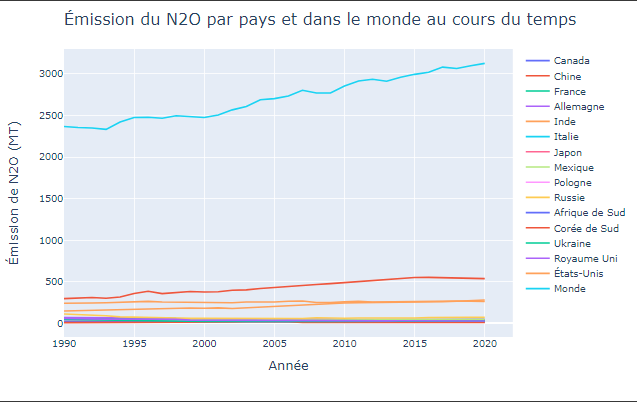 Émission du N2O par pays et dans le monde au cours du temps
Émission de N2O (MT)
3000
2500
2000
1500
1000
500
0
1990
1995
2000
2005
2010
2015
2020
Année
Canada
Chine
France
Allemagne
Inde
Italie
Japon
Mexique
Pologne
Russie
Afrique de Sud
Corée de Sud
Ukraine
Royaume Uni
États-Unis
Monde